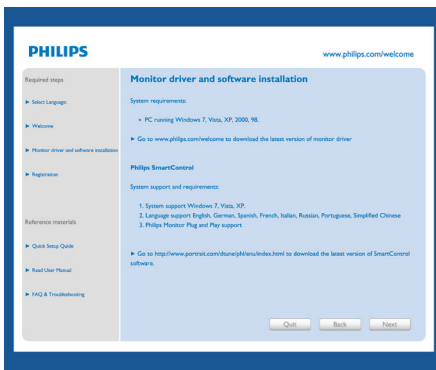 PHILIPS
www.philips.com/welcome
Required steps
Select Language:
Welcome
Monitor driver and software installation
Registration
Reference materials
Quick Setup Quide
Read User Manual
FAQ & Troubleshooting
Monitor driver and software installation
System requirements:
PC running Windows 7, Vista, XP, 2000, 98.
Go to www.philips.com/welcome to download the latest version of monitor driver
Philips SmartControl
System support and requirements:
1. System support Windows 7, Vista, XP.
2. Language support English, German, Spanish, French, Italian, Russian, Portuguese, Simplified Chinese
3. Philips Monitor Plug and Play support
Go to http://www.portrait.com/dtune/phl/enu/index.html to download the latest version of SmartControl
software.
Quit
Back
Next